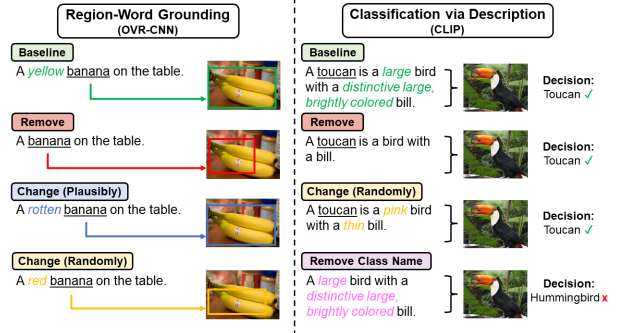 Region-Word Grounding
(OVR-CNN)
Baseline
A yellow banana on the table.
Remove
A banana on the table.
Change (Plausibly)
A rotten banana on the table.
Change (Randomly)
A red banana on the table.
Classification via Description
(CLIP)
Baseline
A toucan is a large bird
with a distinctive large,
brightly colored bill.
Decision:
Toucan ✓
Remove
A toucan is a bird with
a bill.
Decision:
Toucan ✓
Change (Randomly)
A toucan is a pink bird
with a thin bill.
Decision:
Toucan ✓
Remove Class Name
A large bird with a
distinctive large,
brightly colored bill.
Decision:
Hummingbird x